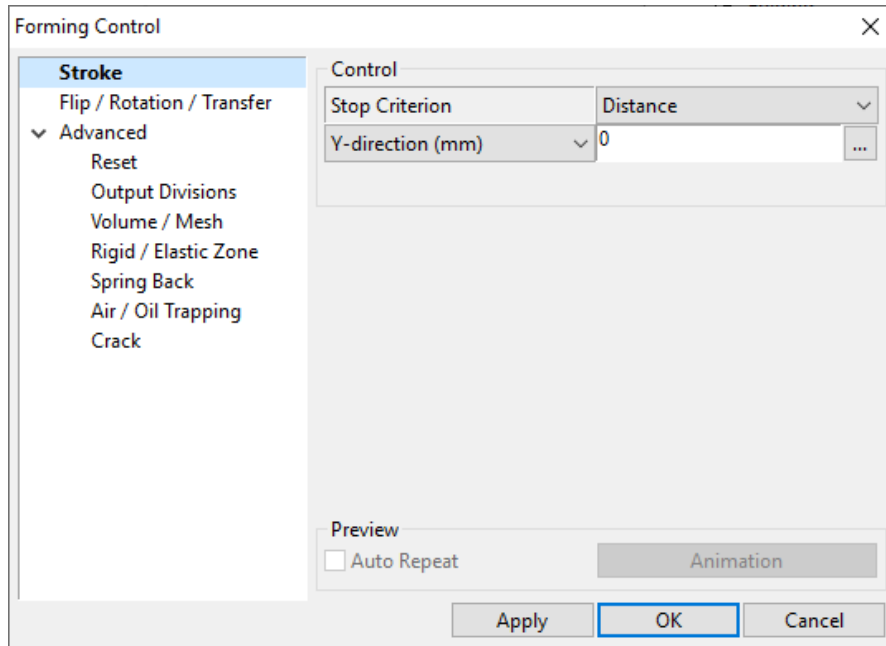 Forming Control
Stroke
Flip / Rotation / Transfer
Advanced
Reset
Output Divisions
Volume / Mesh
Rigid / Elastic Zone
Spring Back
Air / Oil Trapping
Crack
Control
Stop Criterion Distance
Y-direction (mm) 0 ...
Preview
Auto Repeat Animation
Apply OK Cancel